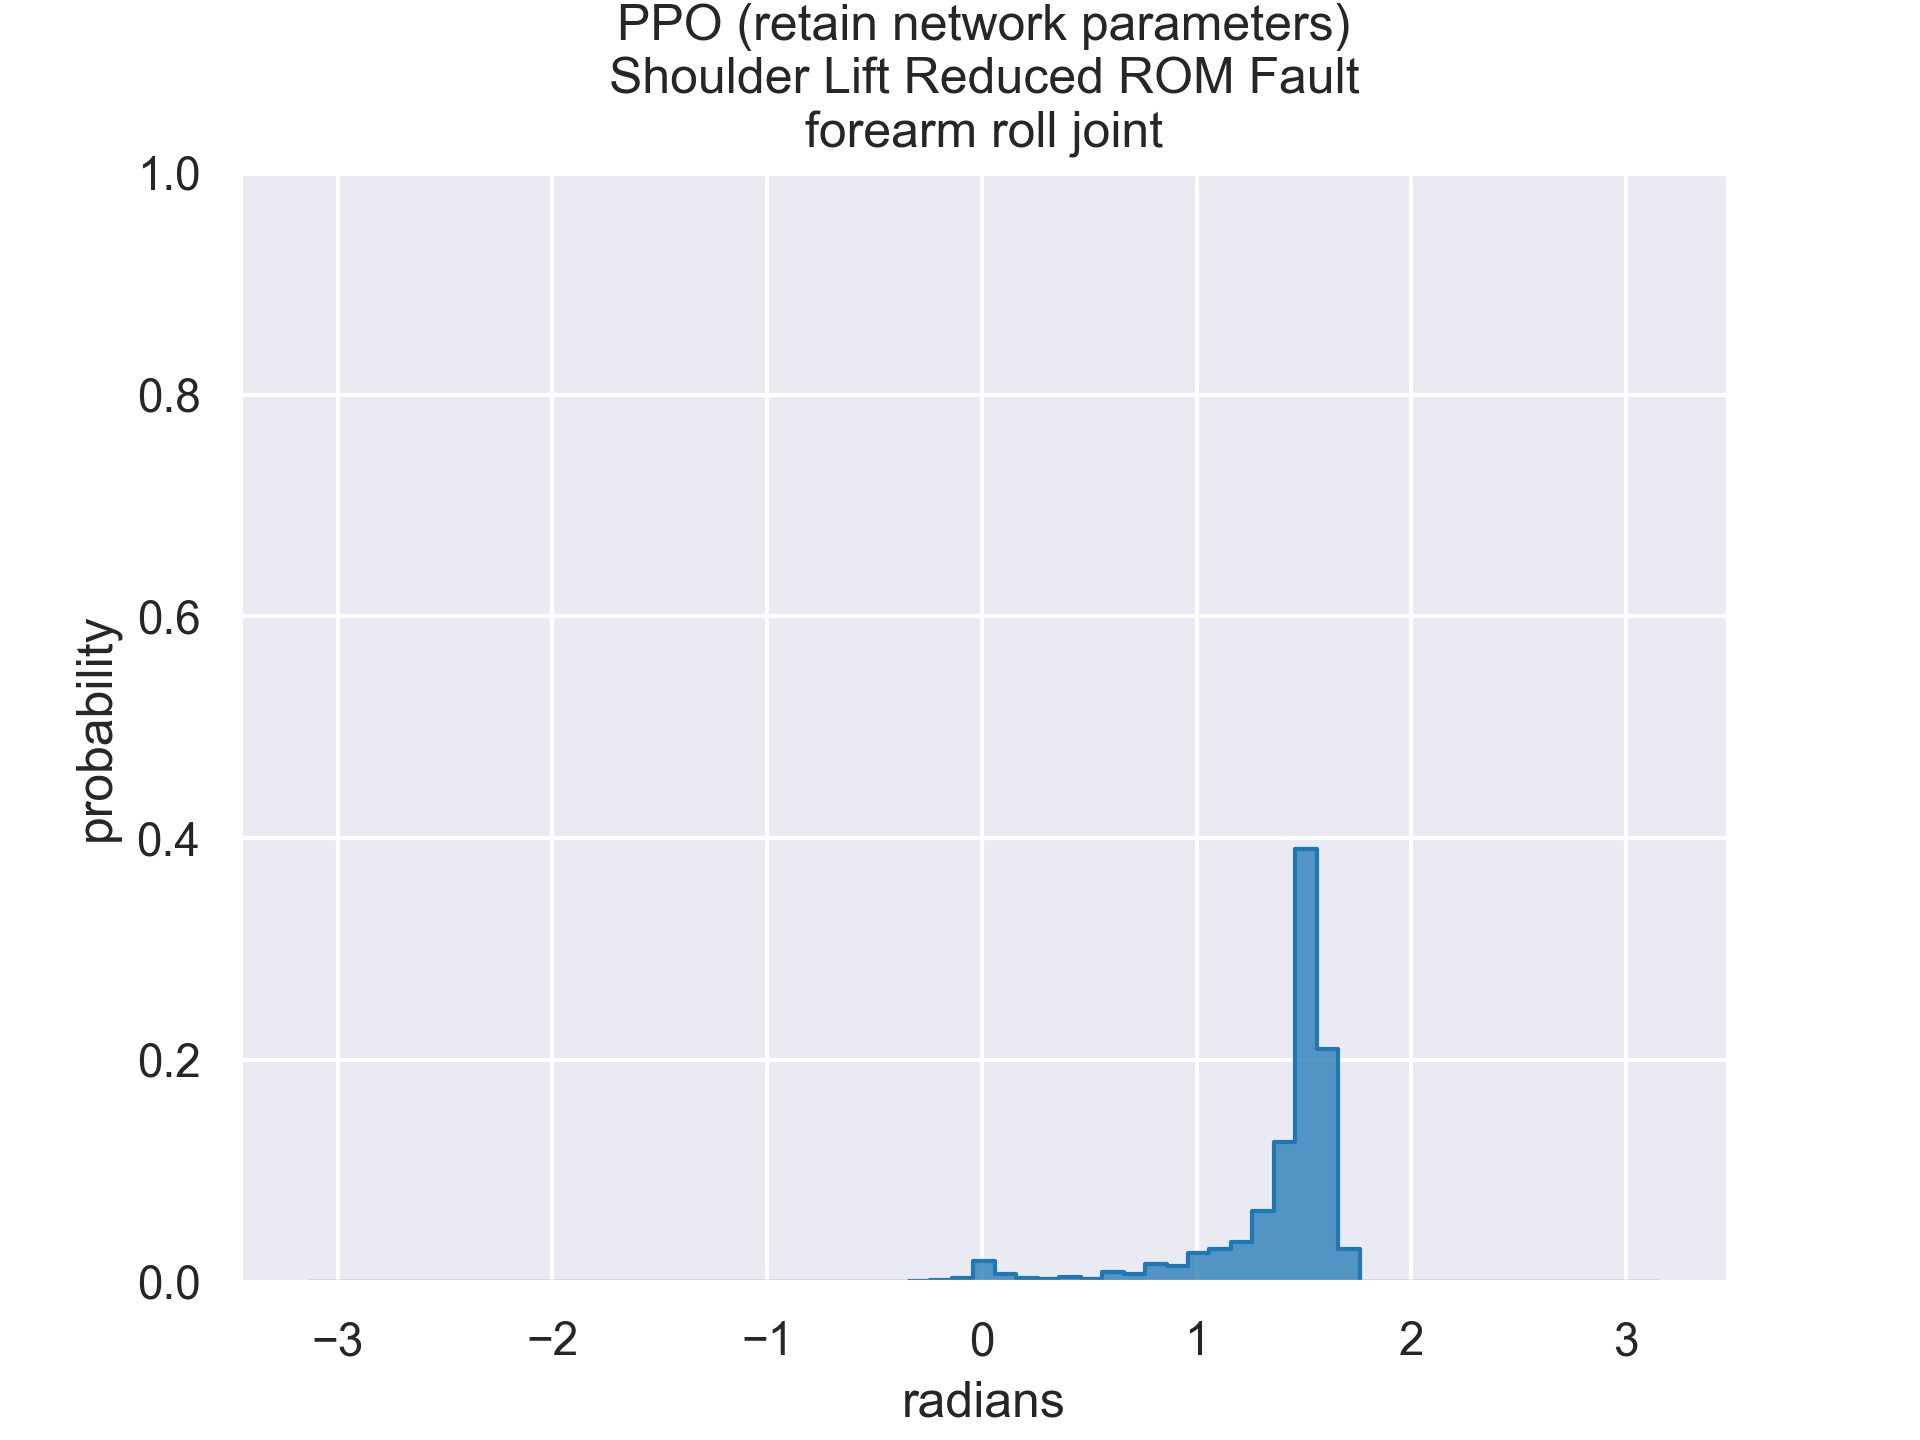 PPO (retain network parameters)
Shoulder Lift Reduced ROM Fault
forearm roll joint
1.0
0.8
0.6
0.4
0.2
0.0
probability
−3
−2
−1
0
1
2
3
radians